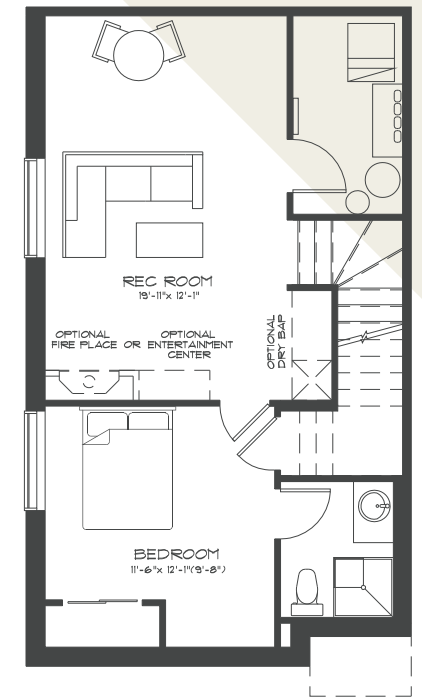 REC ROOM
19'-11"x 12'-1"
OPTIONAL
FIRE PLACE OR
OPTIONAL
ENTERTAINMENT
CENTER
OPTIONAL
DRY BAR
BEDROOM
11'-6"x 12'-1"(9'-8")